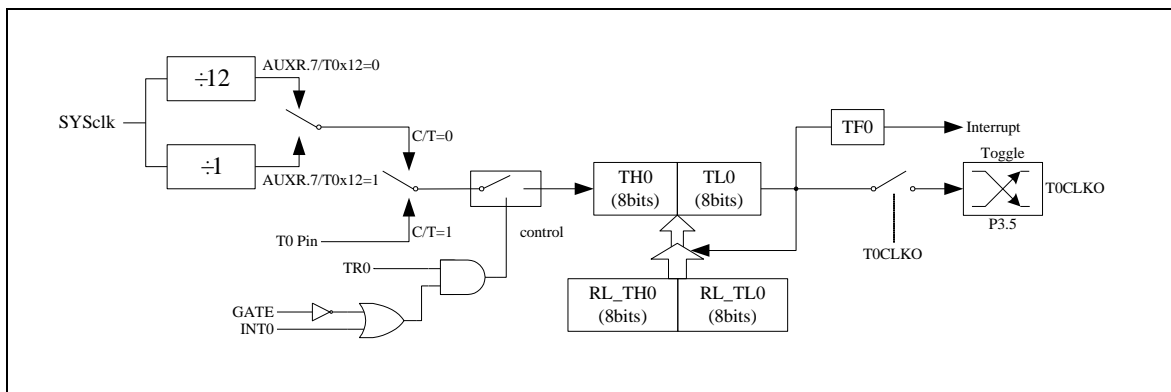 AUXR.7/T0x12=0
÷12
SYSclk
÷1
AUXR.7/T0x12=1
C/T=0
C/T=1
T0 Pin
control
TR0
GATE
INT0
TH0
(8bits)
TL0
(8bits)
RL_TH0
(8bits)
RL_TL0
(8bits)
TF0
Interrupt
Toggle
T0CLKO
P3.5
T0CLKO